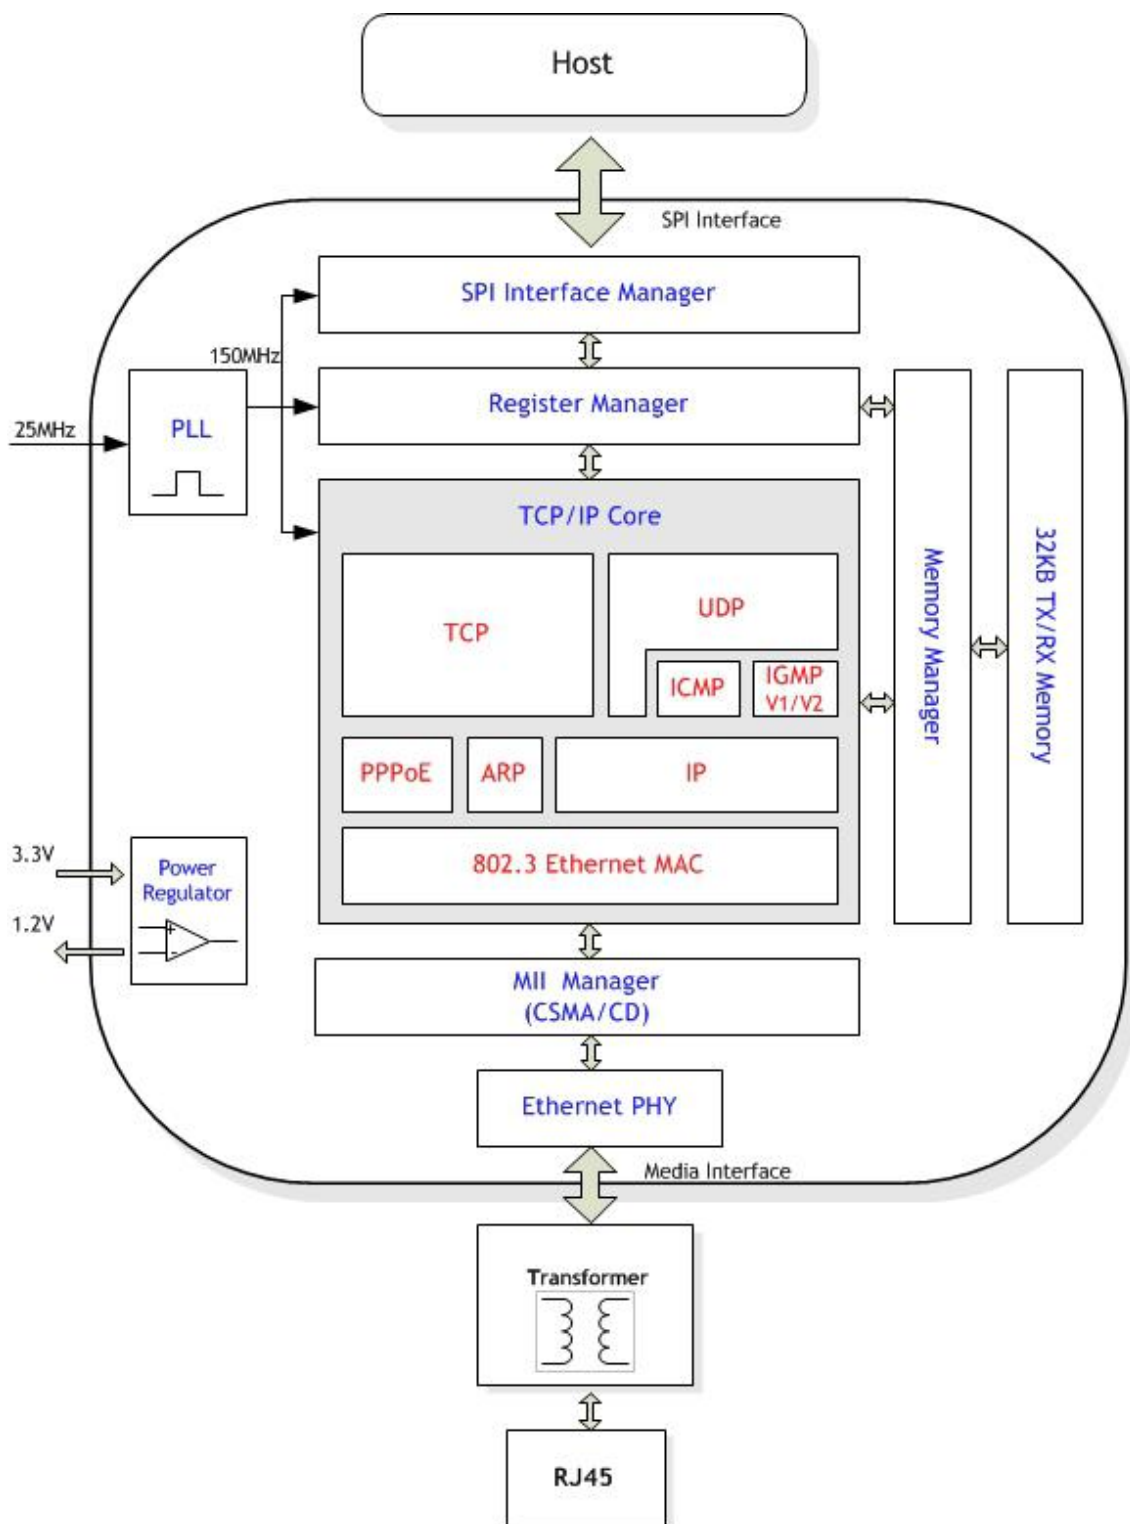 Host
SPI Interface
SPI Interface Manager
150MHz
Register Manager
25MHz
PLL
TCP/IP Core
TCP
UDP
ICMP
IGMP
V1/V2
PPPoE
ARP
IP
802.3 Ethernet MAC
Memory Manager
32KB TX/RX Memory
3.3V
1.2V
Power
Regulator
MII Manager
(CSMA/CD)
Ethernet PHY
Media Interface
Transformer
RJ45